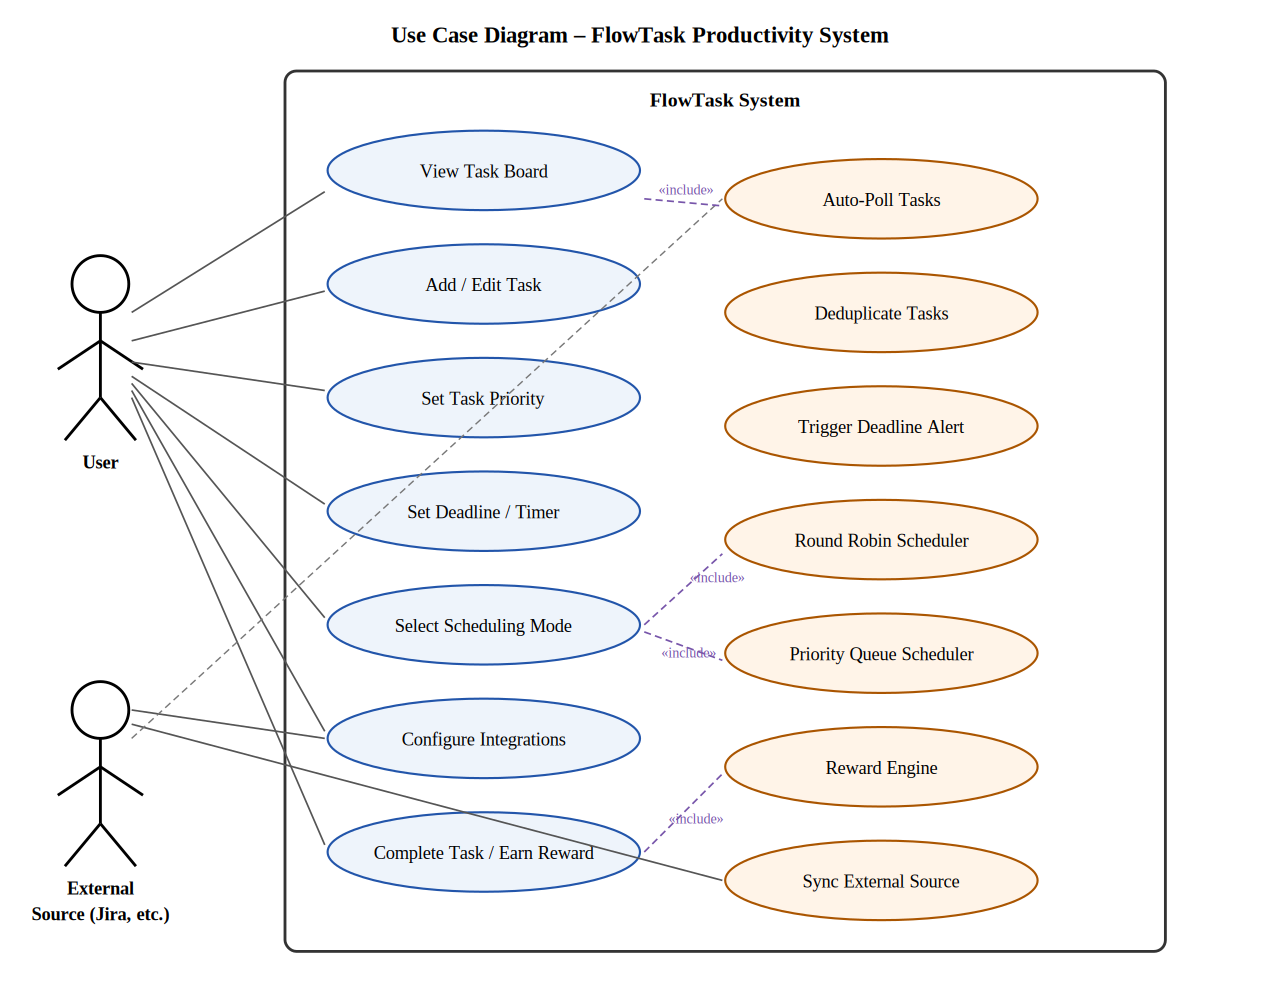 Use Case Diagram – FlowTask Productivity System
FlowTask System
View Task Board
«include»
Auto-Poll Tasks
Add / Edit Task
Deduplicate Tasks
Set Task Priority
Trigger Deadline Alert
User
Set Deadline / Timer
Round Robin Scheduler
«include»
Select Scheduling Mode
«include»
Priority Queue Scheduler
Configure Integrations
Reward Engine
«include»
Complete Task / Earn Reward
Sync External Source
External
Source (Jira, etc.)